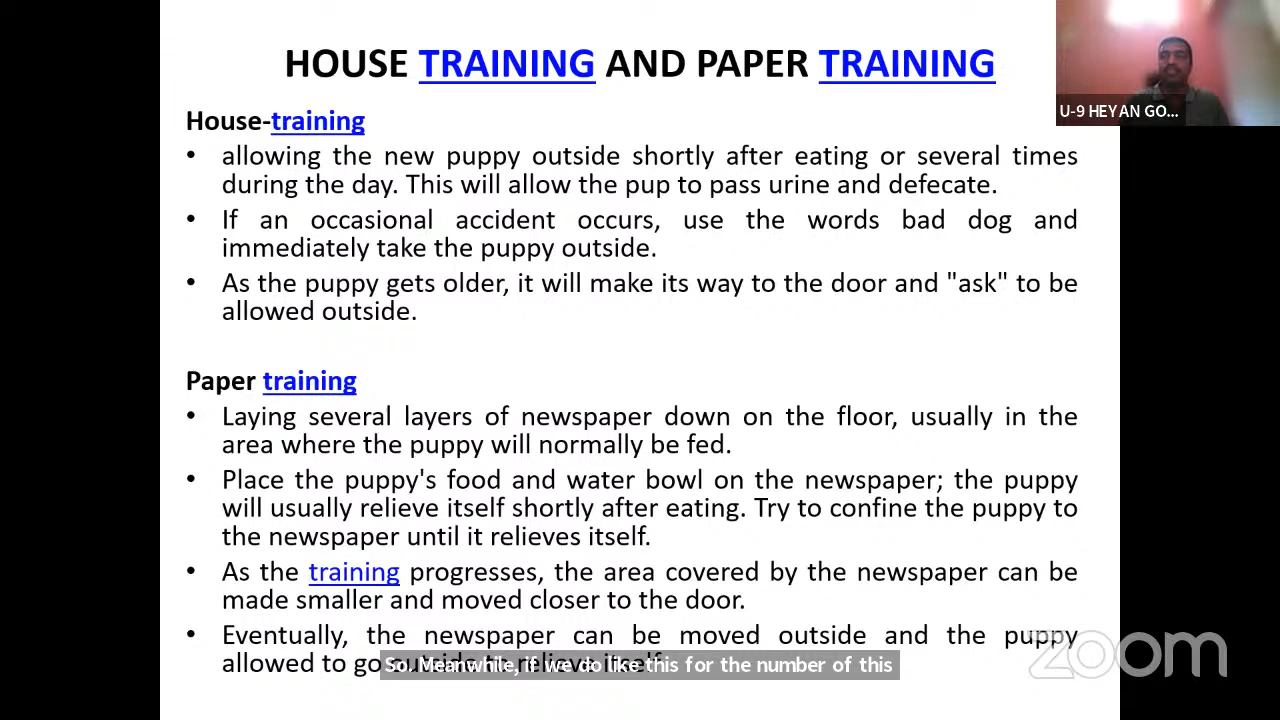 HOUSE TRAINING AND PAPER TRAINING
U-9 HEYAN GO...
House-training
• allowing the new puppy outside shortly after eating or several times
during the day. This will allow the pup to pass urine and defecate.
• If an occasional accident occurs, use the words bad dog and
immediately take the puppy outside.
• As the puppy gets older, it will make its way to the door and "ask" to be
allowed outside.
Paper training
• Laying several layers of newspaper down on the floor, usually in the
area where the puppy will normally be fed.
• Place the puppy's food and water bowl on the newspaper; the puppy
will usually relieve itself shortly after eating. Try to confine the puppy to
the newspaper until it relieves itself.
• As the training progresses, the area covered by the newspaper can be
made smaller and moved closer to the door.
• Eventually, the newspaper can be moved outside and the puppy
allowed to go outside to relieve itself.
So. Meanwhile, if we do like this for the number of this
zoom